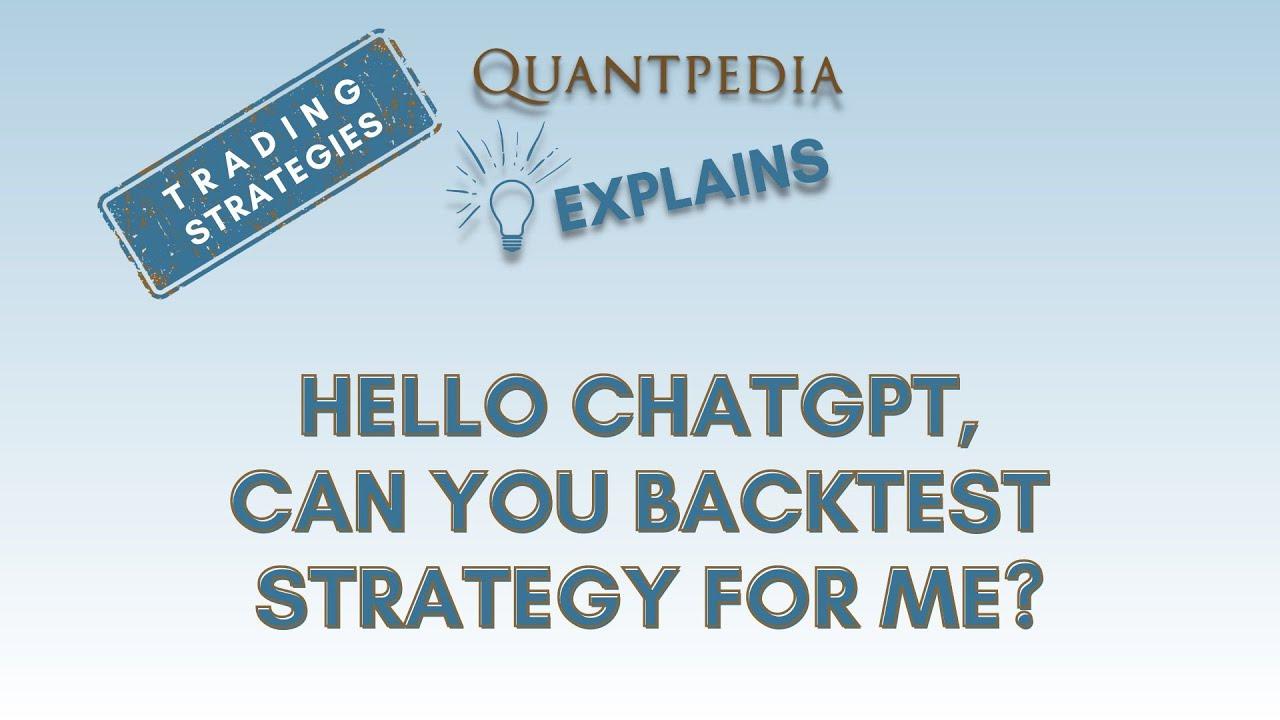 TRADING
STRATEGIES
QUANTPEDIA
EXPLAINS
HELLO CHATGPT,
CAN YOU BACKTEST
STRATEGY FOR ME?